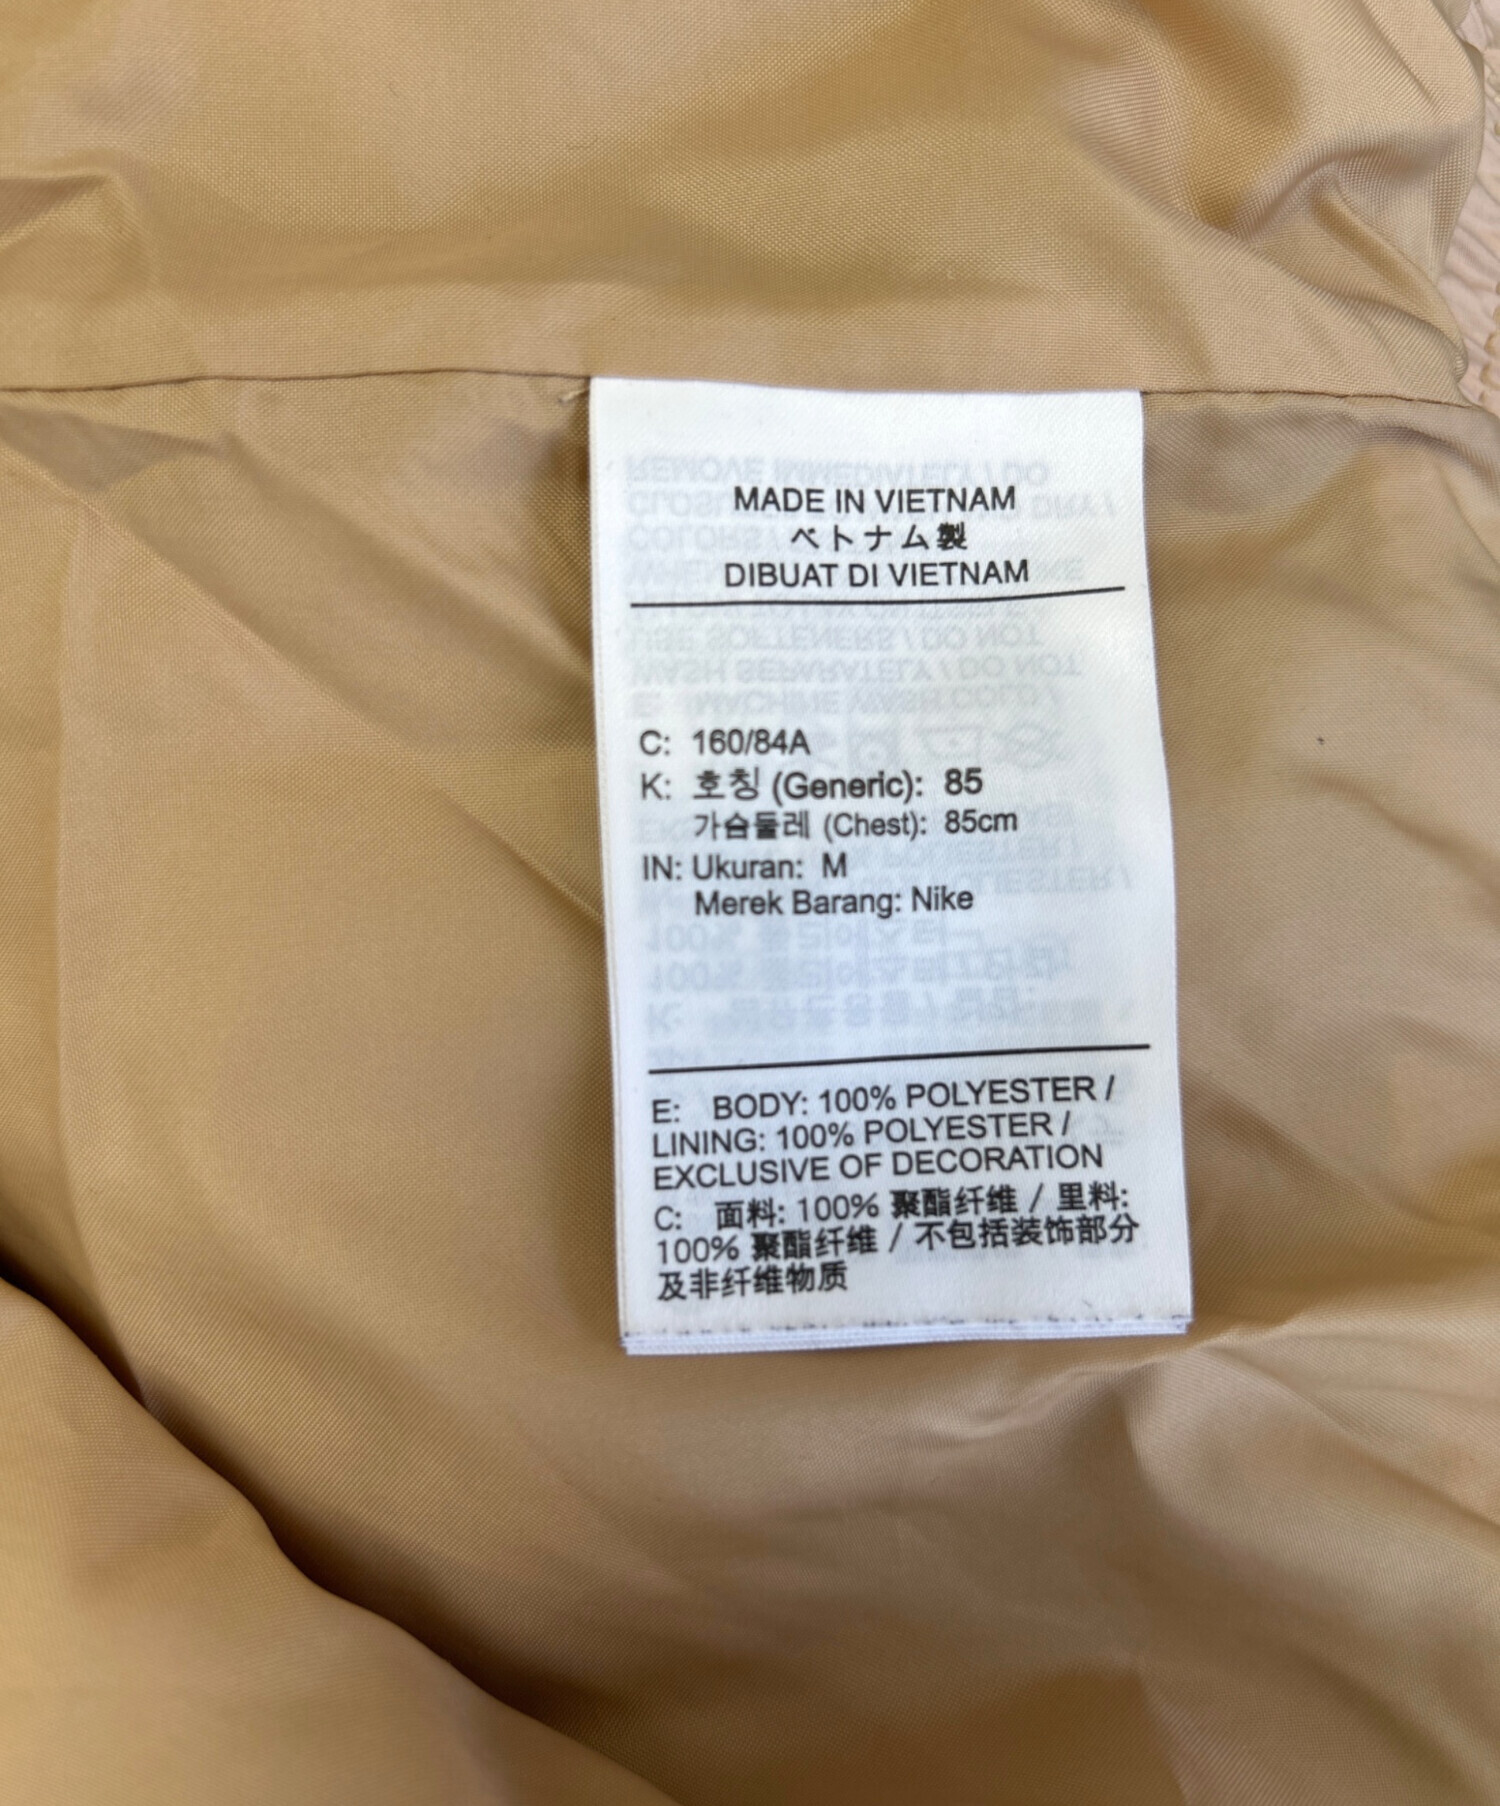 MADE IN VIETNAM
ベトナム製
DIBUAT DI VIETNAM
C: 160/84A
K: 호칭 (Generic): 85
가슴둘레 (Chest): 85cm
IN: Ukuran: M
Merek Barang: Nike
E: BODY: 100% POLYESTER /
LINING: 100% POLYESTER /
EXCLUSIVE OF DECORATION
C: 面料: 100% 聚酯纤维 / 里料:
100% 聚酯纤维 / 不包括装饰部分
及非纤维物质